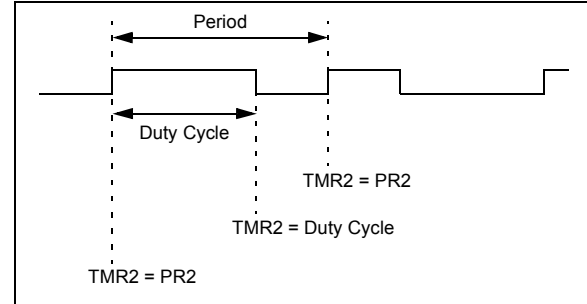 Period
Duty Cycle
TMR2 = PR2
TMR2 = Duty Cycle
TMR2 = PR2